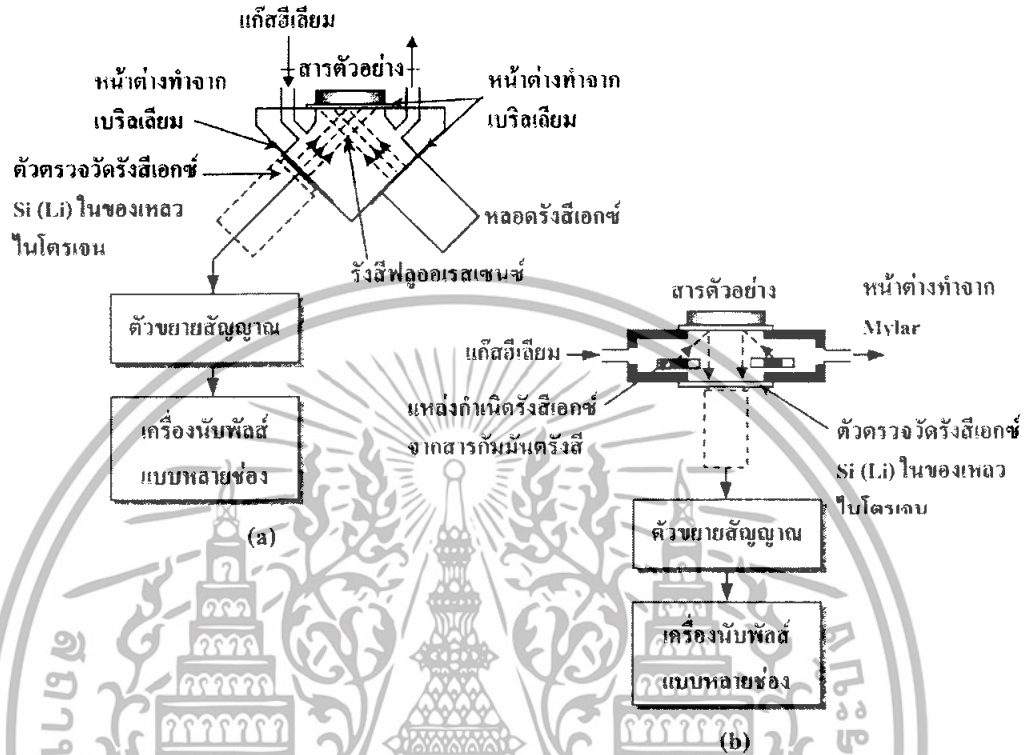 แก๊สฮีเลียม
สารตัวอย่าง
หน้าต่างทำจาก
เบริลเลียม
หน้าต่างทำจาก
เบริลเลียม
ตัวตรวจวัดรังสีเอกซ์
Si (Li) ในของเหลว
ไนโตรเจน
หลอดรังสีเอกซ์
รังสีฟลูออเรสเซนซ์
ตัวขยายสัญญาณ
เครื่องนับพัลส์
แบบหลายช่อง
(a)
สารตัวอย่าง
หน้าต่างทำจาก
Mylar
แก๊สฮีเลียม
แหล่งกำเนิดรังสีเอกซ์
จากสารกัมมันตรังสี
ตัวตรวจวัดรังสีเอกซ์
Si (Li) ในของเหลว
ไนโตรเจน
ตัวขยายสัญญาณ
เครื่องนับพัลส์
แบบหลายช่อง
(b)